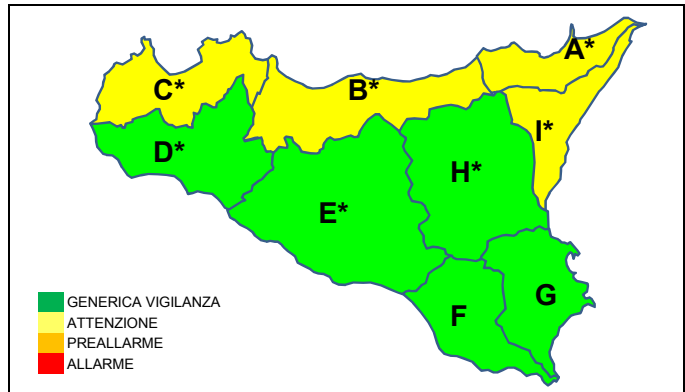 A*
C*
B*
I*
D*
H*
E*
G
F
GENERICA VIGILANZA
ATTENZIONE
PREALLARME
ALLARME